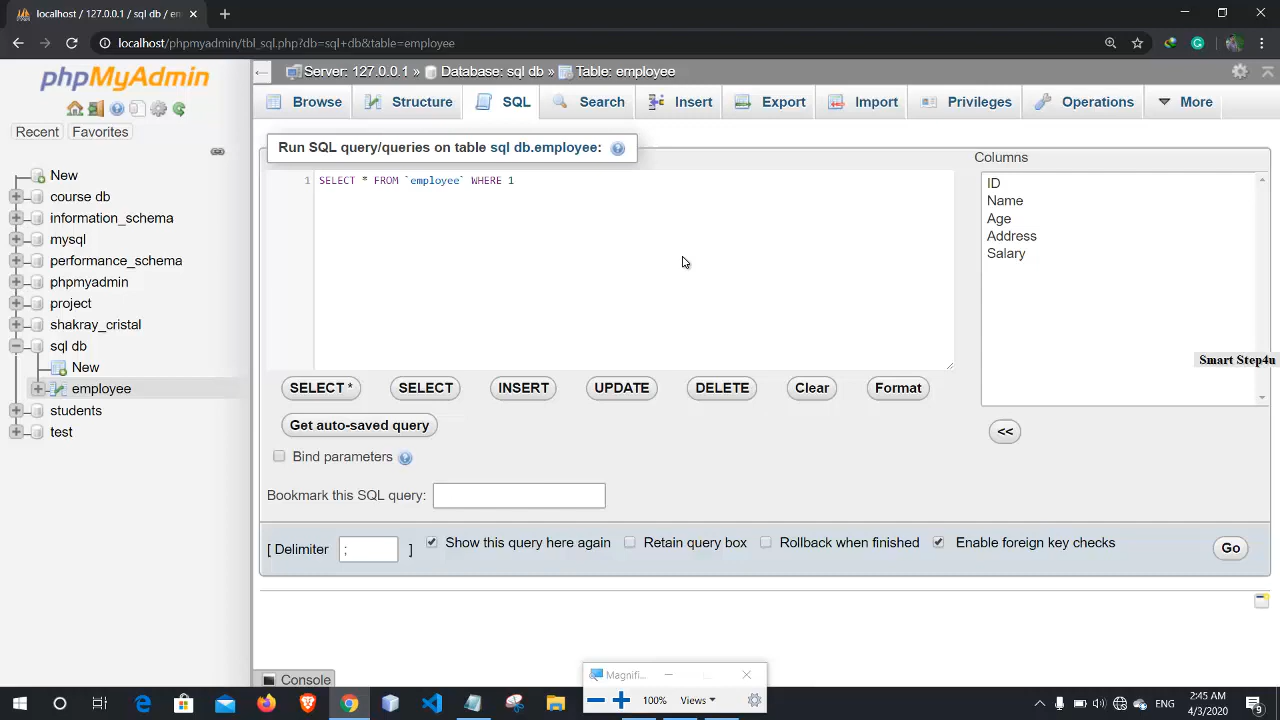 localhost / 127.0.0.1 / sql db / en
localhost/phpmyadmin/tbl_sql.php?db=sql+db&table=employee
phpMyAdmin
Recent
Favorites
New
course db
information_schema
mysql
performance_schema
phpmyadmin
project
shakray_cristal
sql db
New
employee
students
test
Server: 127.0.0.1 » Database: sql db » Table: employee
Browse
Structure
SQL
Search
Insert
Export
Import
Privileges
Operations
More
Run SQL query/queries on table sql db.employee:
1 SELECT * FROM `employee` WHERE 1
Columns
ID
Name
Age
Address
Salary
Smart Step4u
SELECT *
SELECT
INSERT
UPDATE
DELETE
Clear
Format
<<
Get auto-saved query
Bind parameters
Bookmark this SQL query:
[ Delimiter ; ]
Show this query here again
Retain query box
Rollback when finished
Enable foreign key checks
Go
Console
Magnifi...
100%
Views
ENG
2:45 AM
4/3/2020
9